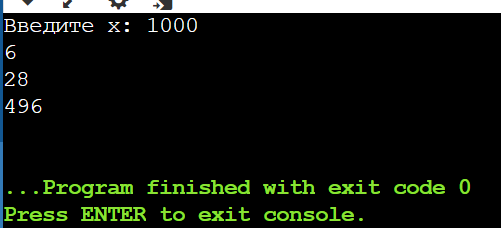 Введите x: 1000
6
28
496
...Program finished with exit code 0
Press ENTER to exit console.